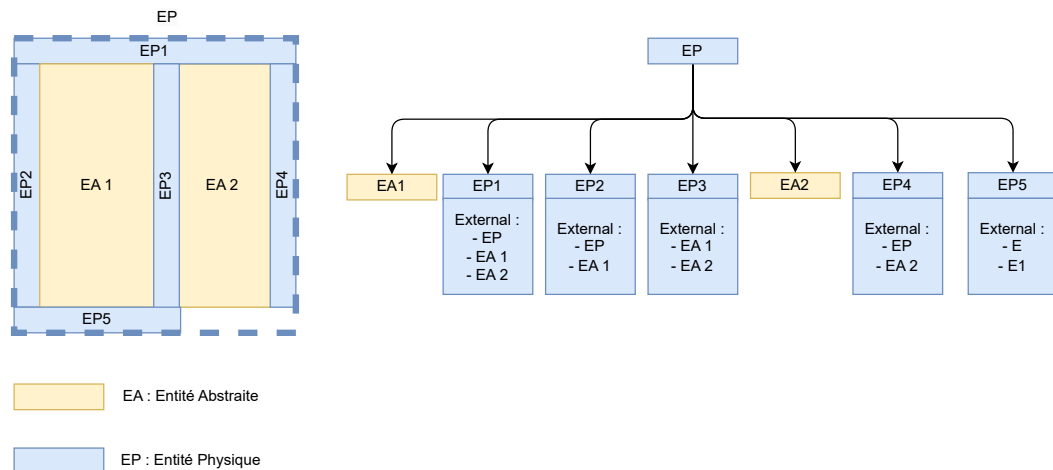 EP
EP1
EP2
EA 1
EP3
EA 2
EP4
EP5
EP
EA1
EP1
External :
- EP
- EA 1
- EA 2
EP2
External :
- EP
- EA 1
EP3
External :
- EA 1
- EA 2
EA2
EP4
External :
- EP
- EA 2
EP5
External :
- E
- E1
EA : Entité Abstraite
EP : Entité Physique